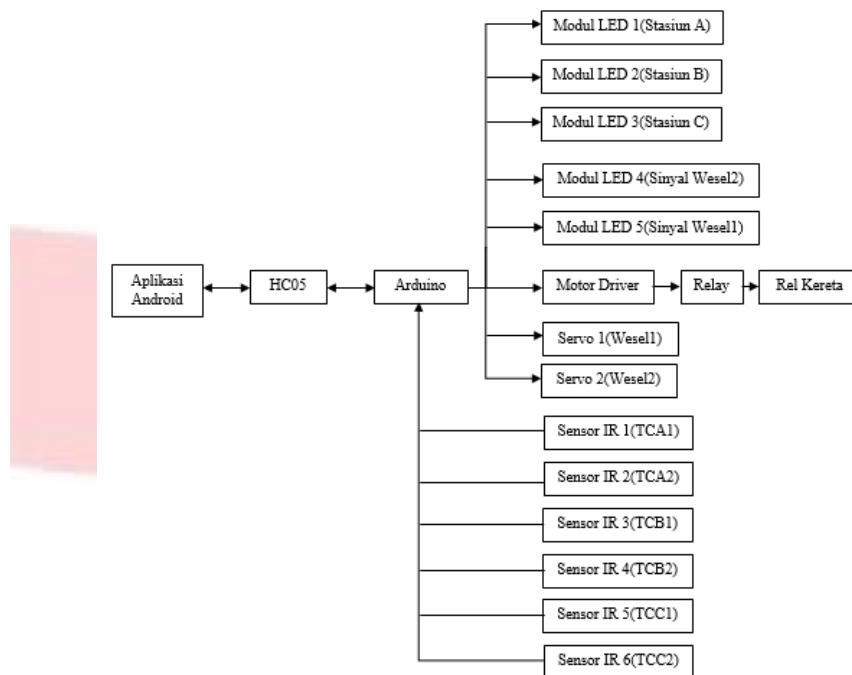 Modul LED 1(Stasiun A)
Modul LED 2(Stasiun B)
Modul LED 3(Stasiun C)
Modul LED 4(Sinyal Wesel2)
Modul LED 5(Sinyal Wesel1)
Aplikasi
Android
HC05
Arduino
Motor Driver
Relay
Rel Kereta
Servo 1(Wesel1)
Servo 2(Wesel2)
Sensor IR 1(TCA1)
Sensor IR 2(TCA2)
Sensor IR 3(TCB1)
Sensor IR 4(TCB2)
Sensor IR 5(TCC1)
Sensor IR 6(TCC2)